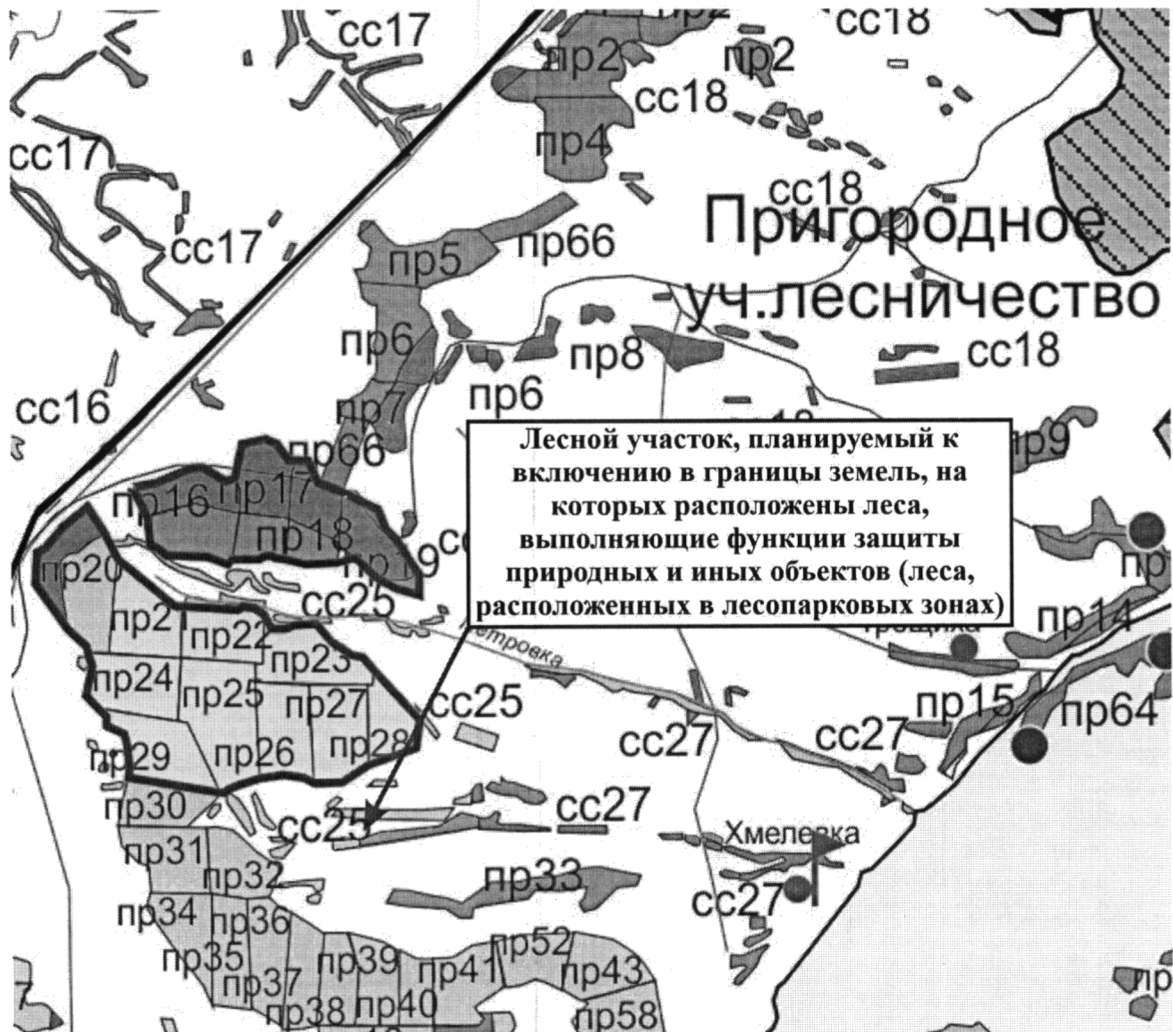 сс17
пр2
сс18
пр2
пр2
сс18
пр4
сс17
сс18
Пригородное
уч.лесничество
сс17
пр66
пр5
пр6
пр8
сс18
пр6
пр7
сс16
пр66
пр9
Лесной участок, планируемый к
включению в границы земель, на
которых расположены леса,
выполняющие функции защиты
природных и иных объектов (леса,
расположенных в лесопарковых зонах)
пр16
пр17
пр18
пр19
пр20
сс25
пр14
пр2
пр22
пр23
пр24
пр25
пр27
сс25
пр15
пр64
сс27
сс27
пр29
пр26
пр28
пр30
сс25
сс27
Хмелевка
пр31
пр32
пр33
сс27
пр34
пр36
пр35
пр37
пр39
пр41
пр52
пр43
пр38
пр40
пр58